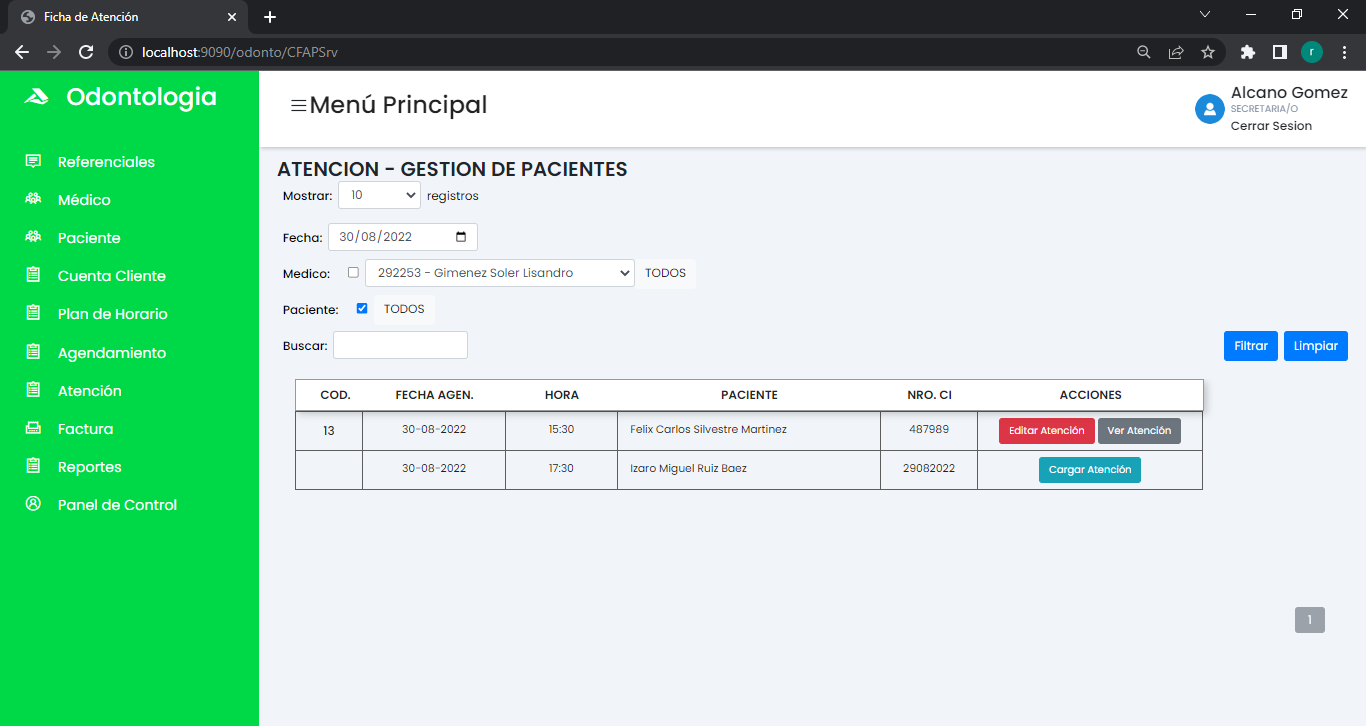 Ficha de Atención
localhost:9090/odonto/CFAPSrv
r
Odontologia
Referenciales
Médico
Paciente
Cuenta Cliente
Plan de Horario
Agendamiento
Atención
Factura
Reportes
Panel de Control
Menú Principal
Alcano Gomez
SECRETARIA/O
Cerrar Sesion
ATENCION - GESTION DE PACIENTES
Mostrar: 10 registros
Fecha: 30/08/2022
Medico: 292253 - Gimenez Soler Lisandro TODOS
Paciente: TODOS
Buscar:
Filtrar Limpiar
COD. FECHA AGEN. HORA PACIENTE NRO. CI ACCIONES
13 30-08-2022 15:30 Felix Carlos Silvestre Martinez 487989 Editar Atención Ver Atención
30-08-2022 17:30 Izaro Miguel Ruiz Baez 29082022 Cargar Atención
1